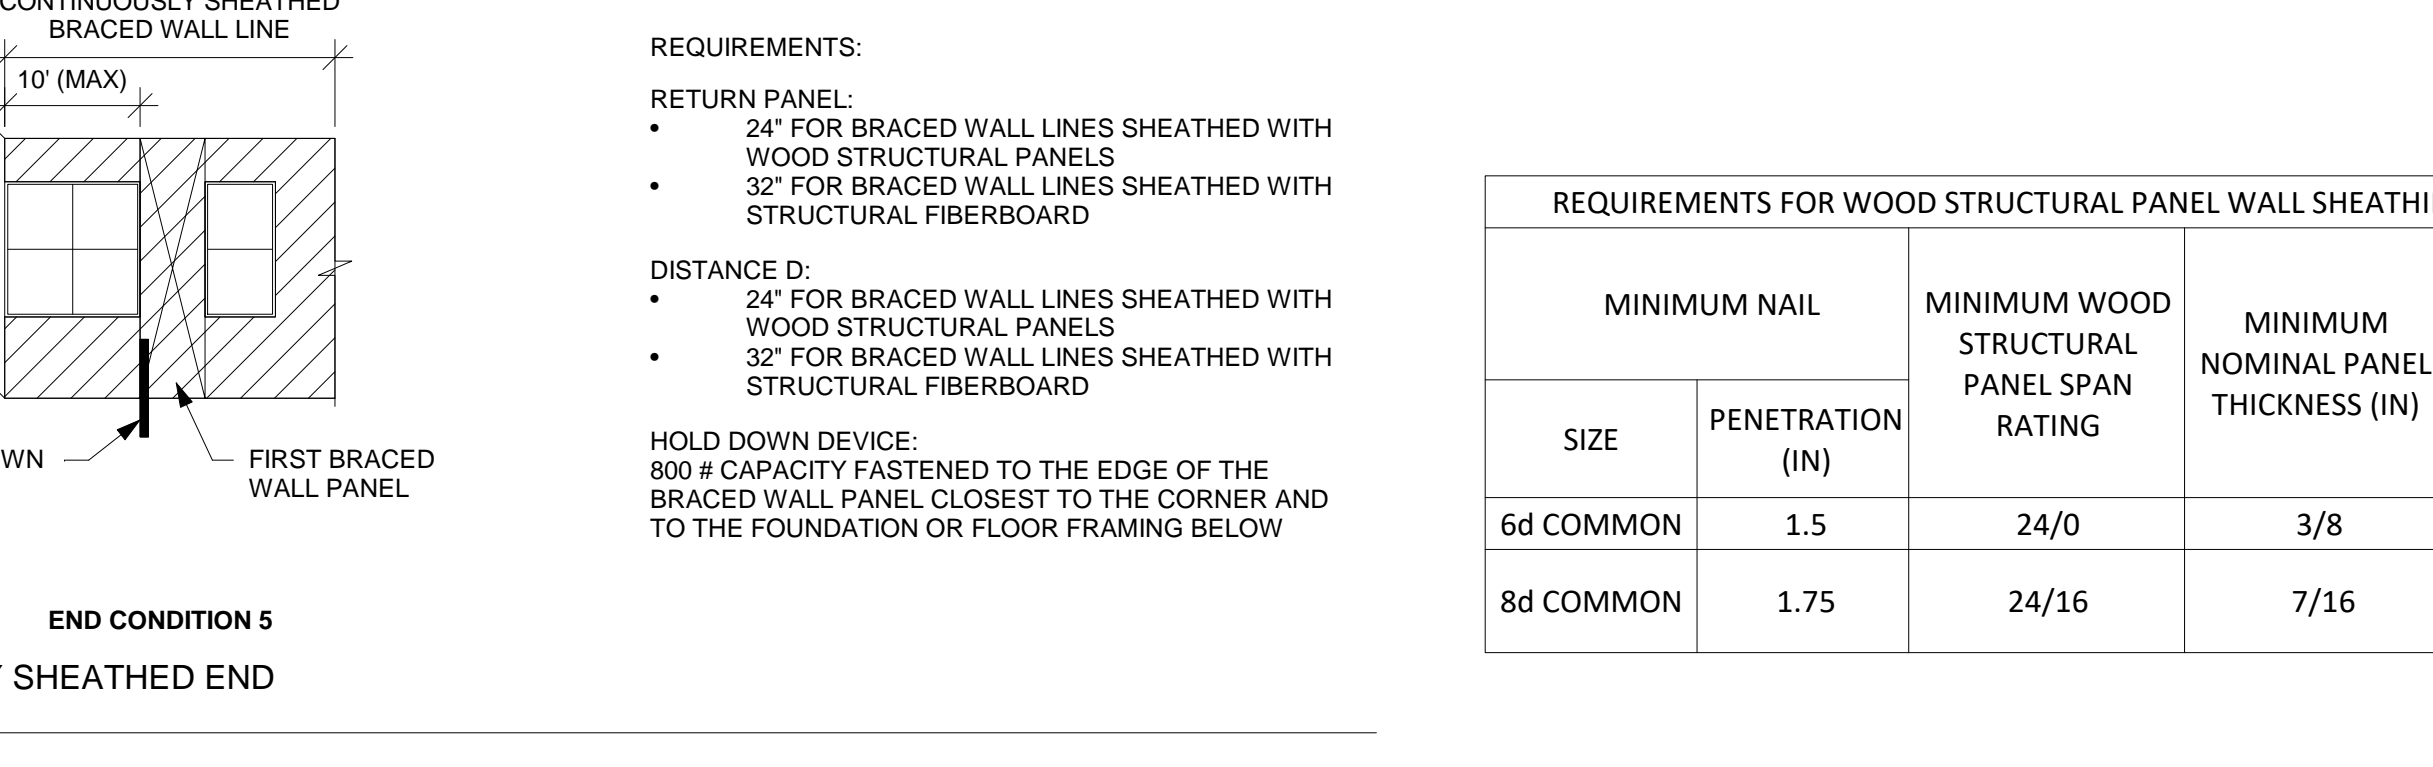 CONTINUOUSLY SHEATHED
BRACED WALL LINE
10' (MAX)
FIRST BRACED
WALL PANEL
WN
END CONDITION 5
SHEATHED END
REQUIREMENTS:
RETURN PANEL:
• 24" FOR BRACED WALL LINES SHEATHED WITH
WOOD STRUCTURAL PANELS
• 32" FOR BRACED WALL LINES SHEATHED WITH
STRUCTURAL FIBERBOARD
DISTANCE D:
• 24" FOR BRACED WALL LINES SHEATHED WITH
WOOD STRUCTURAL PANELS
• 32" FOR BRACED WALL LINES SHEATHED WITH
STRUCTURAL FIBERBOARD
HOLD DOWN DEVICE:
800 # CAPACITY FASTENED TO THE EDGE OF THE
BRACED WALL PANEL CLOSEST TO THE CORNER AND
TO THE FOUNDATION OR FLOOR FRAMING BELOW
REQUIREMENTS FOR WOOD STRUCTURAL PANEL WALL SHEATHI
MINIMUM NAIL
MINIMUM WOOD
STRUCTURAL
PANEL SPAN
RATING
MINIMUM
NOMINAL PANEL
THICKNESS (IN)
SIZE
PENETRATION
(IN)
6d COMMON 1.5 24/0 3/8
8d COMMON 1.75 24/16 7/16